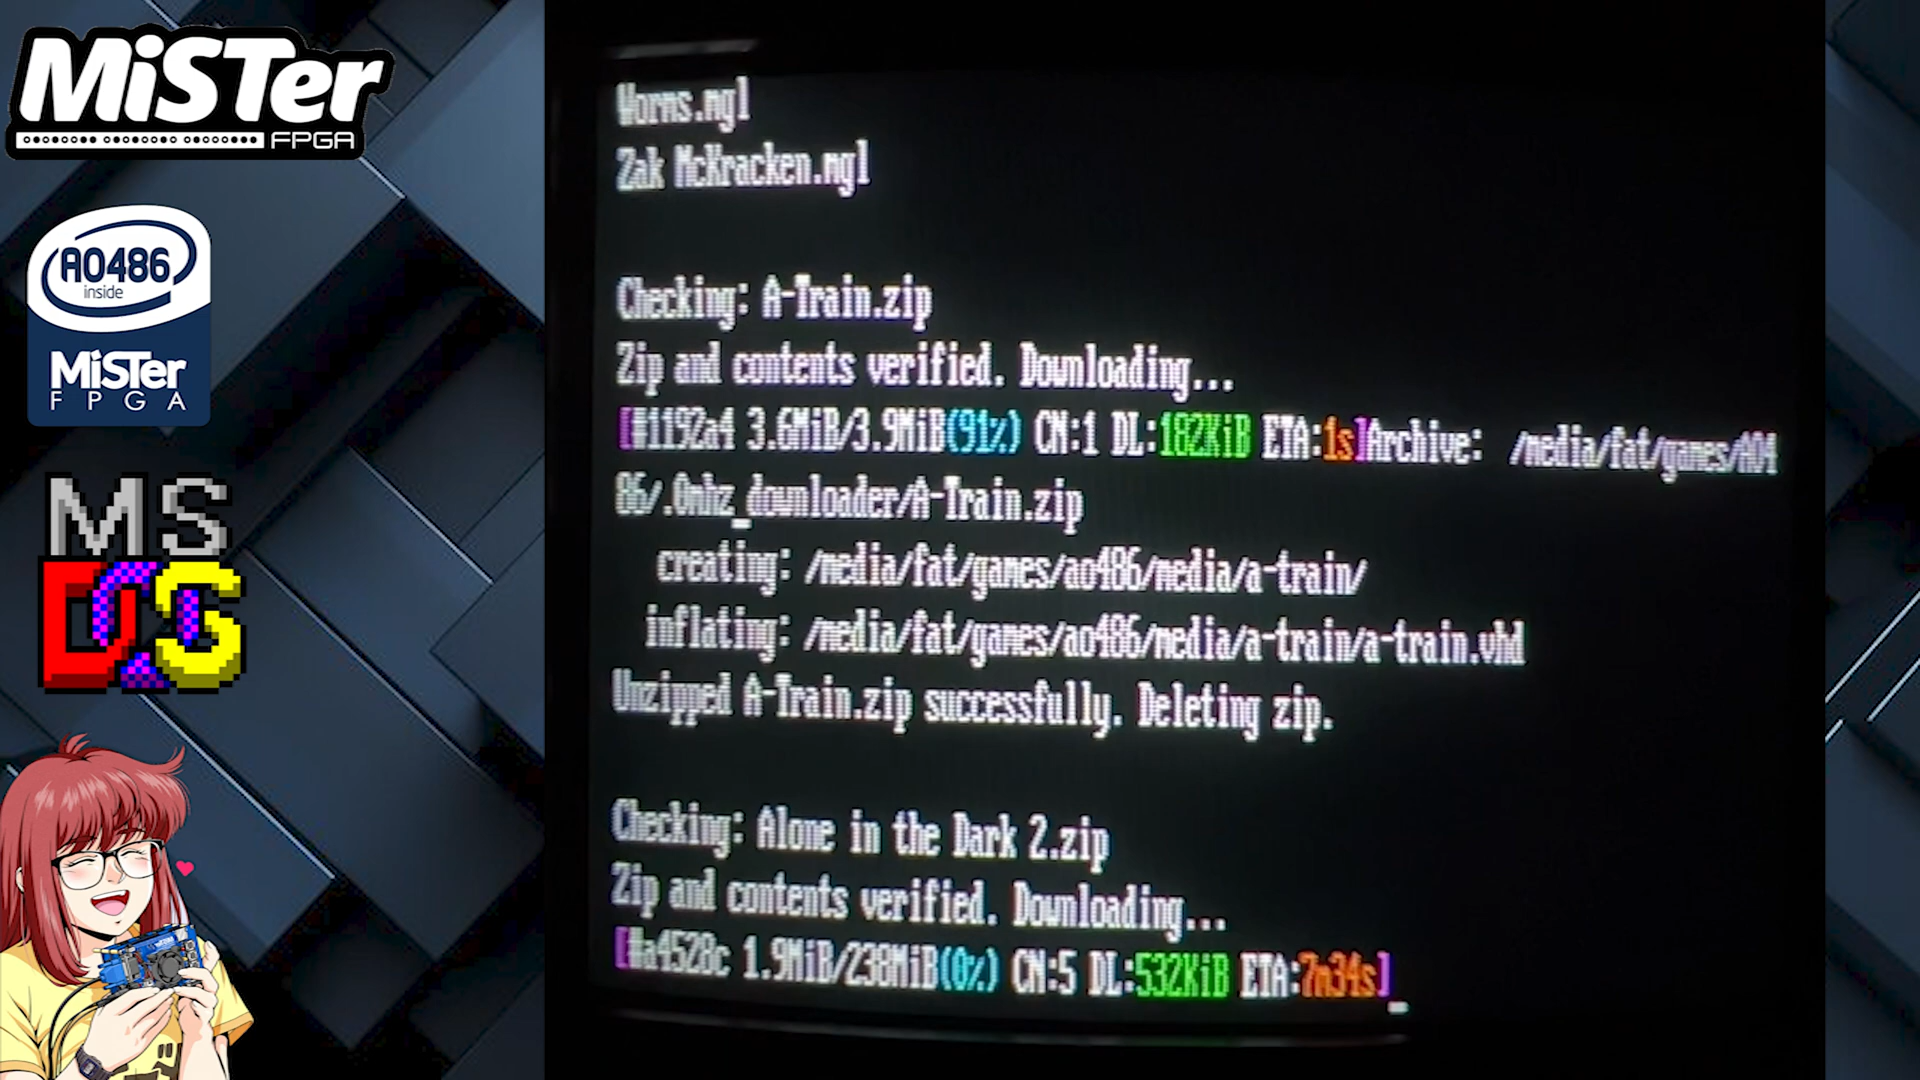 MiSTer
FPGA
AO486
inside
MiSTer
FPGA
MS
DOS
Worms.mgl
Zak McKracken.mgl
Checking: A-Train.zip
Zip and contents verified. Downloading...
[#1192a4 3.6MiB/3.9MiB(91%) CN:1 DL:182KiB ETA:1s]Archive:  /media/fat/games/AO4
86/.0mhz_downloader/A-Train.zip
creating: /media/fat/games/ao486/media/a-train/
inflating: /media/fat/games/ao486/media/a-train/a-train.vhd
Unzipped A-Train.zip successfully. Deleting zip.
Checking: Alone in the Dark 2.zip
Zip and contents verified. Downloading...
[#a4528c 1.9MiB/238MiB(0%) CN:5 DL:532KiB ETA:7m34s]